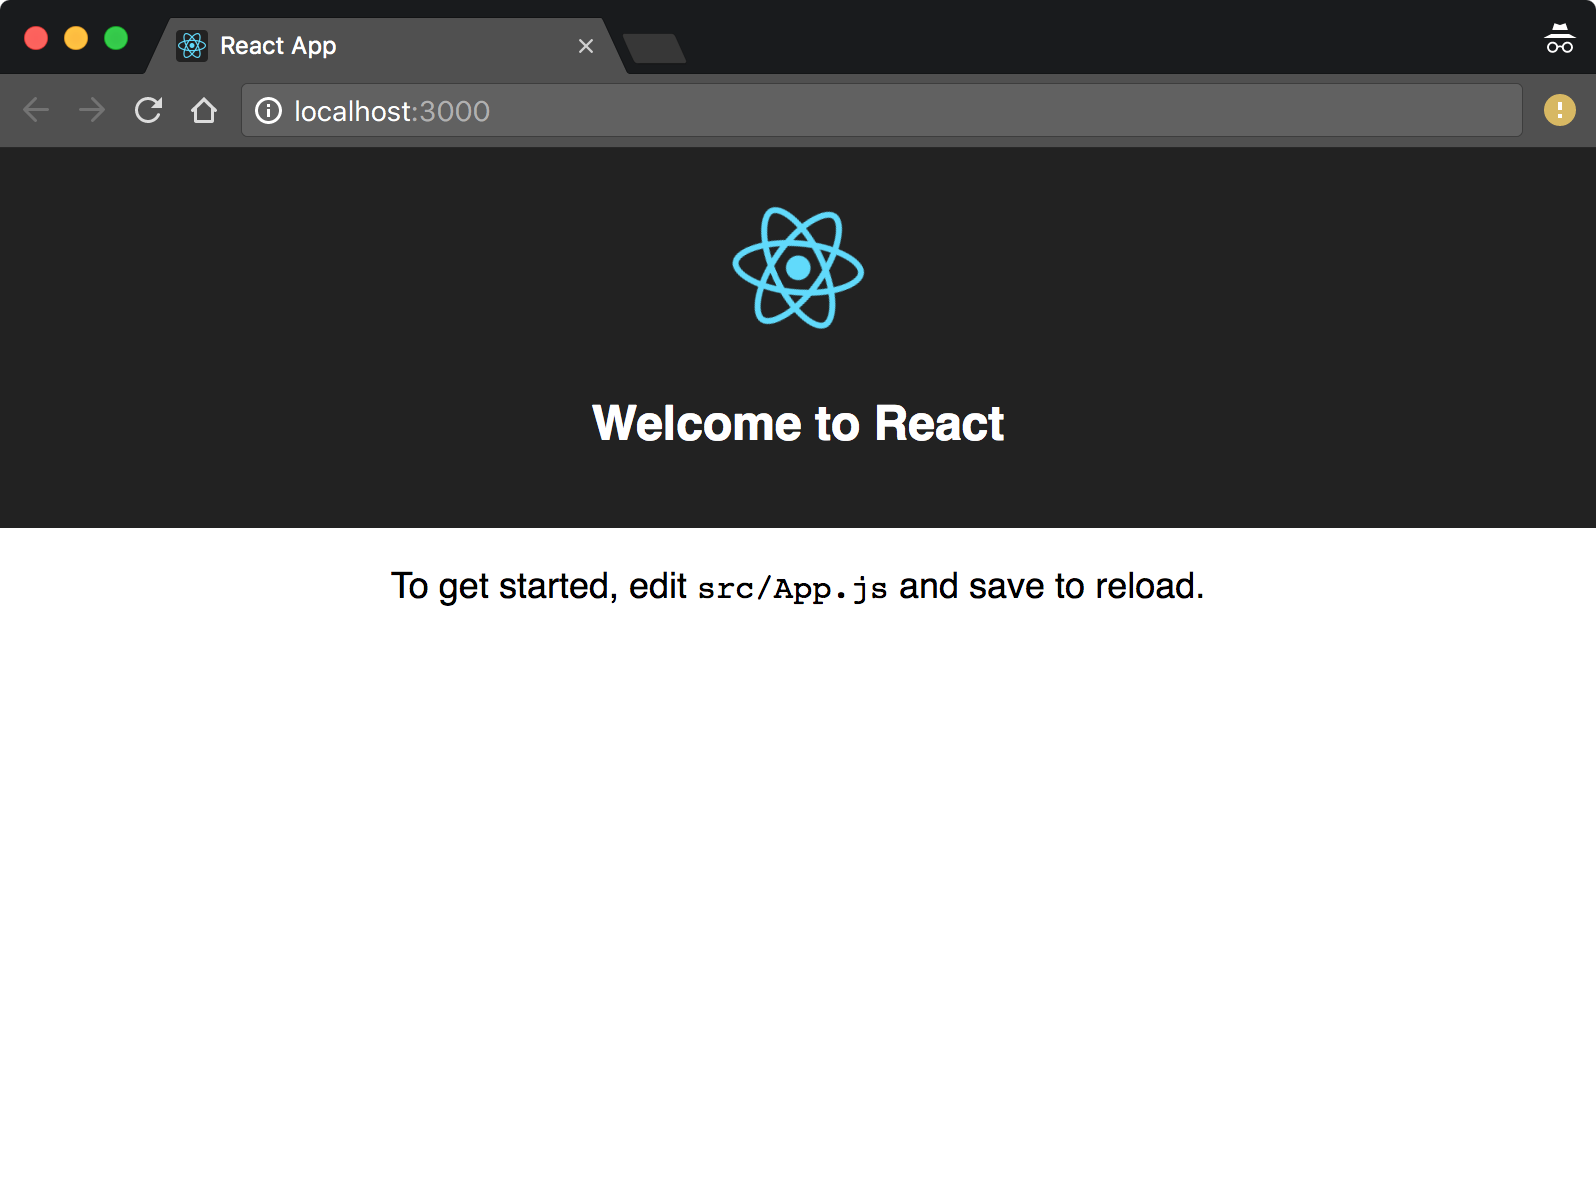 React App
localhost:3000
Welcome to React
To get started, edit src/App.js and save to reload.